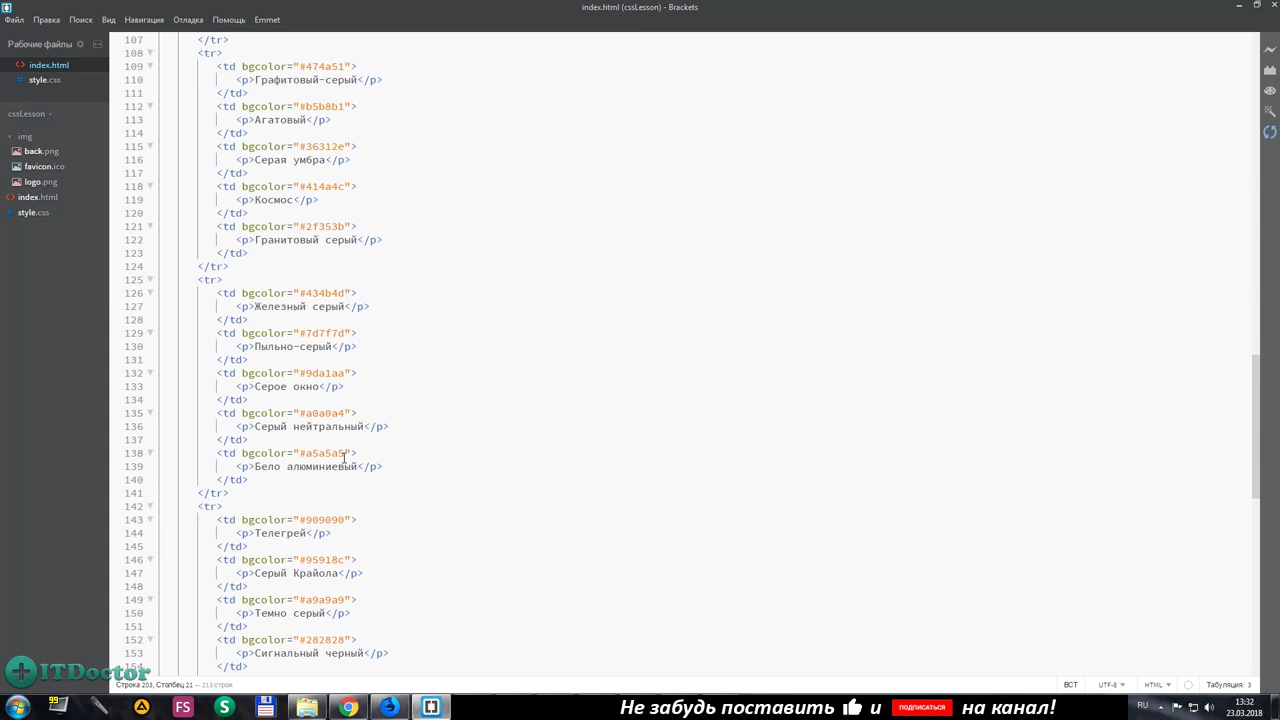 index.html (cssLesson) - Brackets
Файл Правка Поиск Вид Навигация Отладка Помощь Emmet
Рабочие файлы
index.html
style.css
cssLesson
img
back.png
favicon.ico
logo.png
index.html
style.css
107 </tr>
108 <tr>
109 <td bgcolor="#474a51">
110 <p>Графитовый-серый</p>
111 </td>
112 <td bgcolor="#b5b8b1">
113 <p>Агатовый</p>
114 </td>
115 <td bgcolor="#36312e">
116 <p>Серая умбра</p>
117 </td>
118 <td bgcolor="#414a4c">
119 <p>Космос</p>
120 </td>
121 <td bgcolor="#2f353b">
122 <p>Гранитовый серый</p>
123 </td>
124 </tr>
125 <tr>
126 <td bgcolor="#434b4d">
127 <p>Железный серый</p>
128 </td>
129 <td bgcolor="#7d7f7d">
130 <p>Пыльно-серый</p>
131 </td>
132 <td bgcolor="#9da1aa">
133 <p>Серое окно</p>
134 </td>
135 <td bgcolor="#a0a0a4">
136 <p>Серый нейтральный</p>
137 </td>
138 <td bgcolor="#a5a5a5">
139 <p>Бело алюминиевый</p>
140 </td>
141 </tr>
142 <tr>
143 <td bgcolor="#909090">
144 <p>Телегрей</p>
145 </td>
146 <td bgcolor="#95918c">
147 <p>Серый Крайола</p>
148 </td>
149 <td bgcolor="#a9a9a9">
150 <p>Темно серый</p>
151 </td>
152 <td bgcolor="#282828">
153 <p>Сигнальный черный</p>
154 </td>
ITDoctor
Строка 203, Столбец 21 — 213 строк
ВСТ UTF-8 HTML Табуляция: 3
99 FS S
Не забудь поставить и ПОДПИСАТЬСЯ на канал!
RU 13:32
23.03.2018